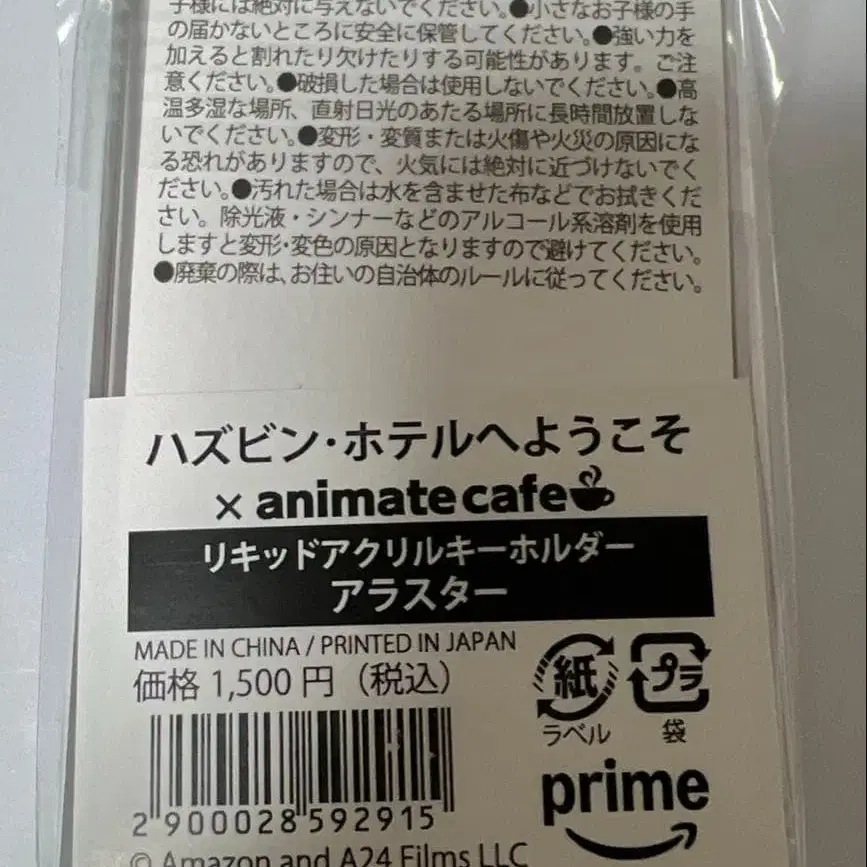 子様には絶対に与えないでください。●小さなお子様の手
の届かないところに安全に保管してください。●強い力を
加えると割れたり欠けたりする可能性があります。ご注
意ください。●破損した場合は使用しないでください。●高
温多湿な場所、直射日光のあたる場所に長時間放置しな
いでください。●変形・変質または火傷や火災の原因にな
る恐れがありますので、火気には絶対に近づけないでく
ださい。●汚れた場合は水を含ませた布などでお拭きくだ
さい。除光液・シンナーなどのアルコール系溶剤を使用
しますと変形・変色の原因となりますので避けてください。
●廃棄の際は、お住いの自治体のルールに従ってください。
ハズビン・ホテルへようこそ
× animate cafe
リキッドアクリルキーホルダー
アラスター
MADE IN CHINA / PRINTED IN JAPAN
価格 1,500 円（税込）
紙
ラベル
プラ
袋
prime
2 900028 592915
© Amazon and A24 Films LLC